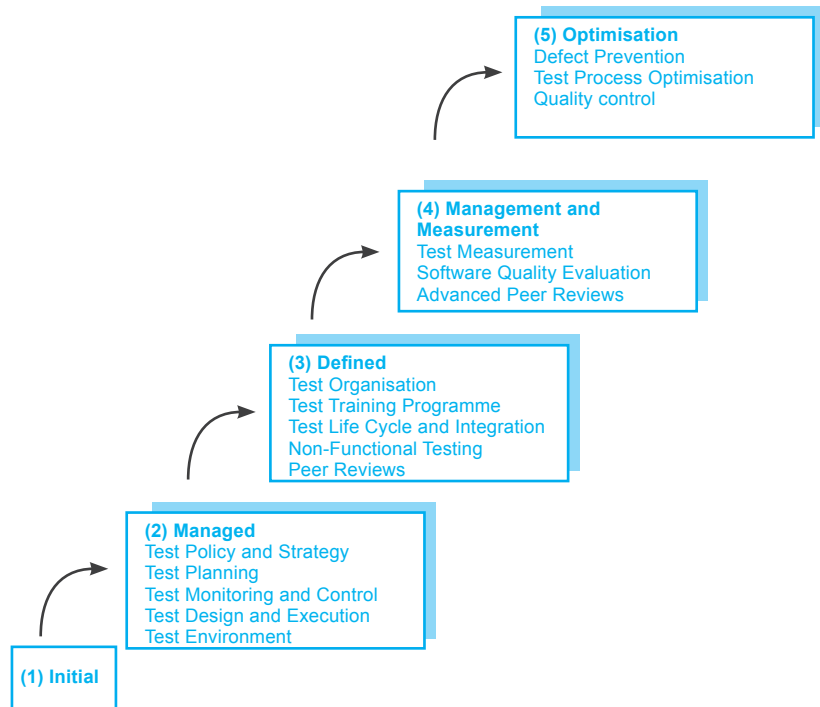 (5) Optimisation
Defect Prevention
Test Process Optimisation
Quality control
(4) Management and
Measurement
Test Measurement
Software Quality Evaluation
Advanced Peer Reviews
(3) Defined
Test Organisation
Test Training Programme
Test Life Cycle and Integration
Non-Functional Testing
Peer Reviews
(2) Managed
Test Policy and Strategy
Test Planning
Test Monitoring and Control
Test Design and Execution
Test Environment
(1) Initial